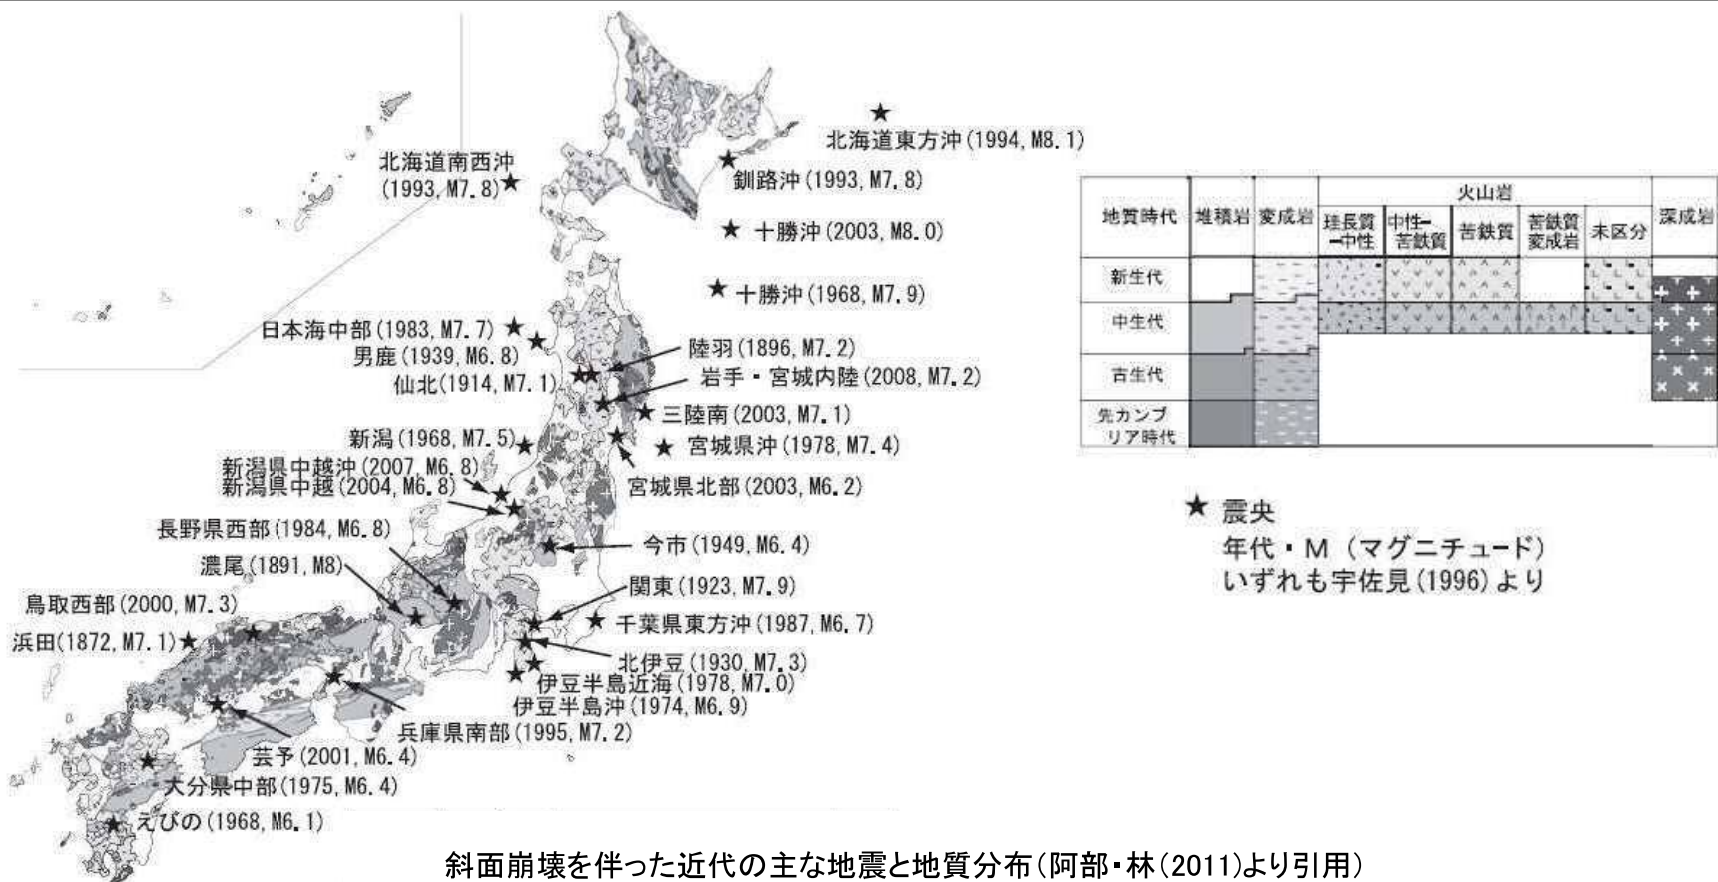 北海道東方沖(1994, M8.1)
北海道南西沖
(1993, M7.8)
釧路沖(1993, M7.8)
十勝沖(2003, M8.0)
十勝沖(1968, M7.9)
日本海中部(1983, M7.7)
男鹿(1939, M6.8)
陸羽(1896, M7.2)
仙北(1914, M7.1)
岩手・宮城内陸(2008, M7.2)
三陸南(2003, M7.1)
新潟(1968, M7.5)
宮城県沖(1978, M7.4)
新潟県中越沖(2007, M6.8)
新潟県中越(2004, M6.8)
宮城県北部(2003, M6.2)
長野県西部(1984, M6.8)
今市(1949, M6.4)
濃尾(1891, M8)
関東(1923, M7.9)
鳥取西部(2000, M7.3)
千葉県東方沖(1987, M6.7)
浜田(1872, M7.1)
北伊豆(1930, M7.3)
伊豆半島近海(1978, M7.0)
伊豆半島沖(1974, M6.9)
兵庫県南部(1995, M7.2)
芸予(2001, M6.4)
大分県中部(1975, M6.4)
えびの(1968, M6.1)
地質時代 堆積岩 変成岩 火山岩 深成岩
珪長質 中性ー 苦鉄質 苦鉄質 未区分
ー中性 苦鉄質 変成岩
新生代
中生代
古生代
先カンブ
リア時代
★ 震央
年代・M (マグニチュード)
いずれも宇佐見(1996)より
斜面崩壊を伴った近代の主な地震と地質分布(阿部・林(2011)より引用)